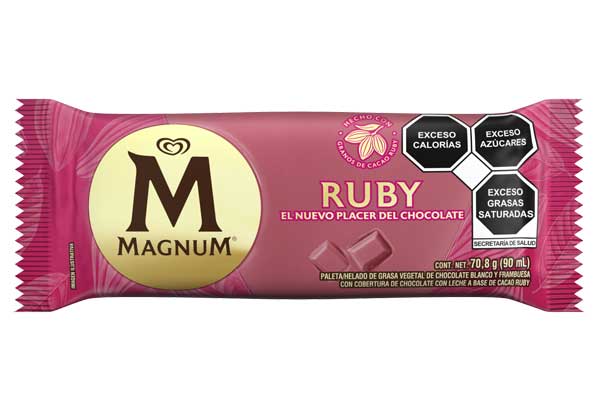 M
MAGNUM®
HECHO CON
GRANOS DE CACAO RUBY
RUBY
EL NUEVO PLACER DEL CHOCOLATE
EXCESO
CALORÍAS
EXCESO
AZÚCARES
EXCESO
GRASAS
SATURADAS
SECRETARÍA DE SALUD
CONT. NET. 70,8 g (90 mL)
PALETA/HELADO DE GRASA VEGETAL DE CHOCOLATE BLANCO Y FRAMBUESA
CON COBERTURA DE CHOCOLATE CON LECHE A BASE DE CACAO RUBY
IMAGEN ILUSTRATIVA